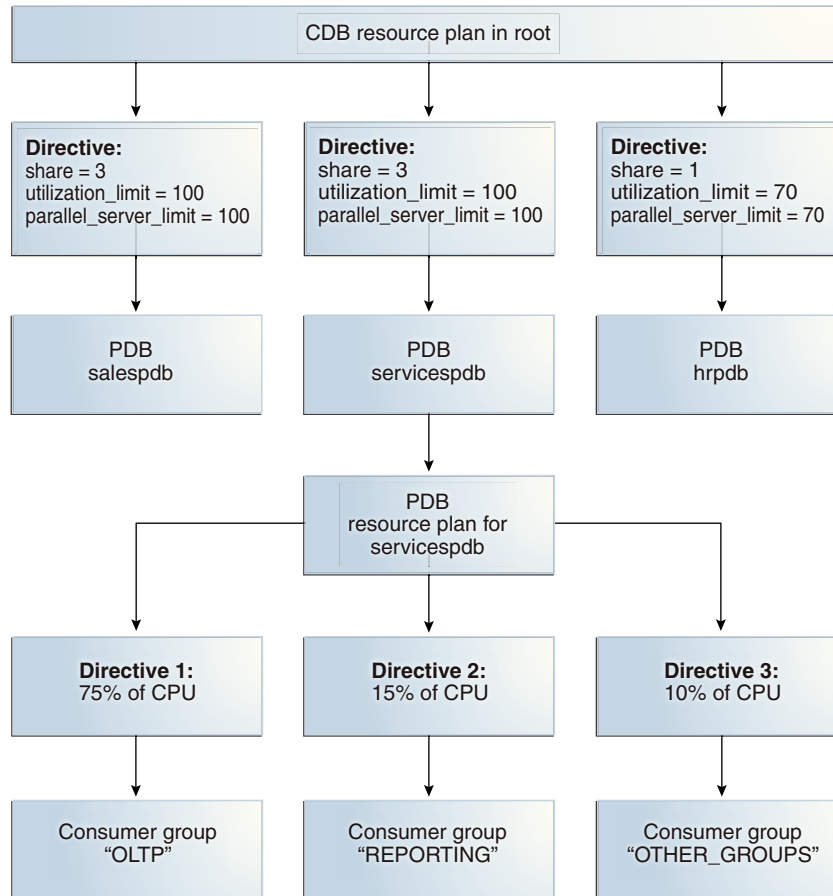 CDB resource plan in root
Directive:
share = 3
utilization_limit = 100
parallel_server_limit = 100
Directive:
share = 3
utilization_limit = 100
parallel_server_limit = 100
Directive:
share = 1
utilization_limit = 70
parallel_server_limit = 70
PDB
salespdb
PDB
servicespdb
PDB
hrpdb
PDB
resource plan for
servicespdb
Directive 1:
75% of CPU
Directive 2:
15% of CPU
Directive 3:
10% of CPU
Consumer group
“OLTP”
Consumer group
“REPORTING”
Consumer group
“OTHER_GROUPS”